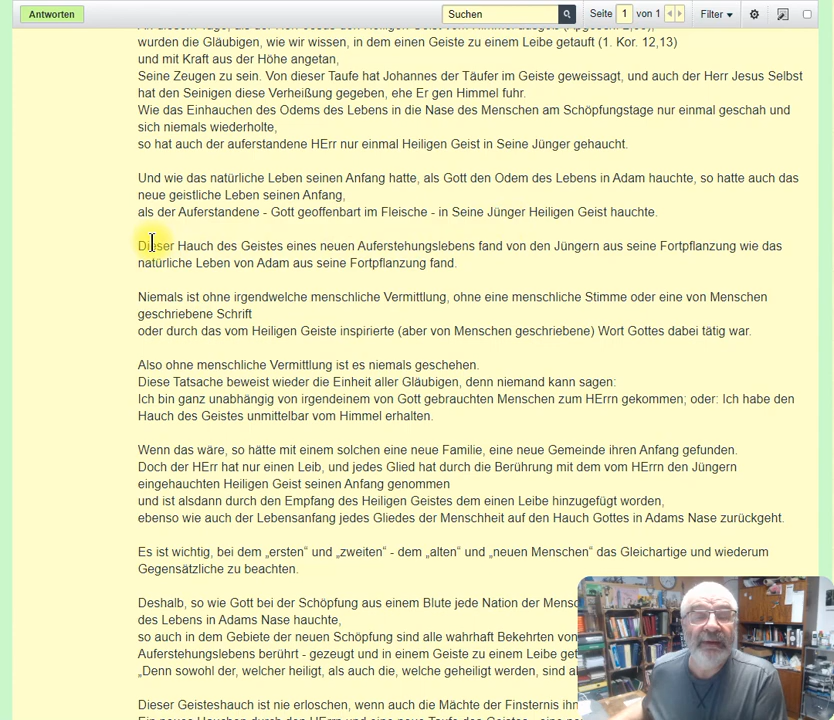 Antworten
Suchen
Seite 1 von 1
Filter
wurden die Gläubigen, wie wir wissen, in dem einen Geiste zu einem Leibe getauft (1. Kor. 12,13)
und mit Kraft aus der Höhe angetan,
Seine Zeugen zu sein. Von dieser Taufe hat Johannes der Täufer im Geiste geweissagt, und auch der Herr Jesus Selbst
hat den Seinigen diese Verheißung gegeben, ehe Er gen Himmel fuhr.
Wie das Einhauchen des Odems des Lebens in die Nase des Menschen am Schöpfungstage nur einmal geschah und
sich niemals wiederholte,
so hat auch der auferstandene HErr nur einmal Heiligen Geist in Seine Jünger gehaucht.
Und wie das natürliche Leben seinen Anfang hatte, als Gott den Odem des Lebens in Adam hauchte, so hatte auch das
neue geistliche Leben seinen Anfang,
als der Auferstandene - Gott geoffenbart im Fleische - in Seine Jünger Heiligen Geist hauchte.
Dieser Hauch des Geistes eines neuen Auferstehungslebens fand von den Jüngern aus seine Fortpflanzung wie das
natürliche Leben von Adam aus seine Fortpflanzung fand.
Niemals ist ohne irgendwelche menschliche Vermittlung, ohne eine menschliche Stimme oder eine von Menschen
geschriebene Schrift
oder durch das vom Heiligen Geiste inspirierte (aber von Menschen geschriebene) Wort Gottes dabei tätig war.
Also ohne menschliche Vermittlung ist es niemals geschehen.
Diese Tatsache beweist wieder die Einheit aller Gläubigen, denn niemand kann sagen:
Ich bin ganz unabhängig von irgendeinem von Gott gebrauchten Menschen zum HErrn gekommen; oder: Ich habe den
Hauch des Geistes unmittelbar vom Himmel erhalten.
Wenn das wäre, so hätte mit einem solchen eine neue Familie, eine neue Gemeinde ihren Anfang gefunden.
Doch der HErr hat nur einen Leib, und jedes Glied hat durch die Berührung mit dem vom HErrn den Jüngern
eingehauchten Heiligen Geist seinen Anfang genommen
und ist alsdann durch den Empfang des Heiligen Geistes dem einen Leibe hinzugefügt worden,
ebenso wie auch der Lebensanfang jedes Gliedes der Menschheit auf den Hauch Gottes in Adams Nase zurückgeht.
Es ist wichtig, bei dem „ersten“ und „zweiten“ - dem „alten“ und „neuen Menschen“ das Gleichartige und wiederum
Gegensätzliche zu beachten.
Deshalb, so wie Gott bei der Schöpfung aus einem Blute jede Nation der
des Lebens in Adams Nase hauchte,
so auch in dem Gebiete der neuen Schöpfung sind alle wahrhaft Bekehrten von
Auferstehungslebens berührt - gezeugt und in einem Geiste zu einem Leibe
„Denn sowohl der, welcher heiligt, als auch die, welche geheiligt werden, sind
Dieser Geisteshauch ist nie erloschen, wenn auch die Mächte der Finsternis